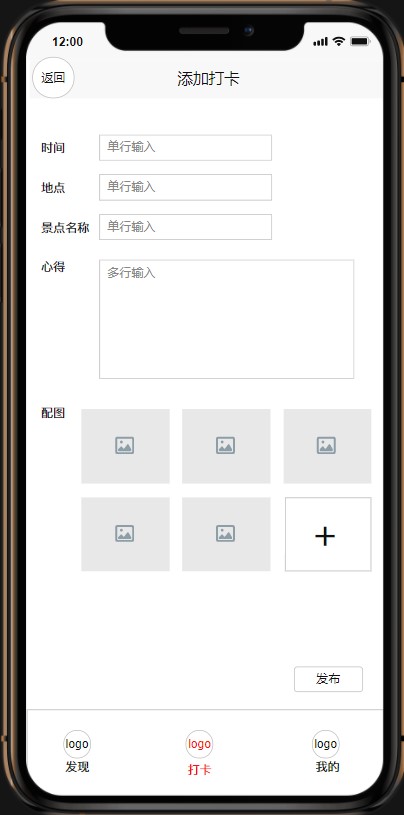 12:00
返回
添加打卡
时间 单行输入
地点 单行输入
景点名称 单行输入
心得 多行输入
配图
发布
logo logo logo
发现 打卡 我的